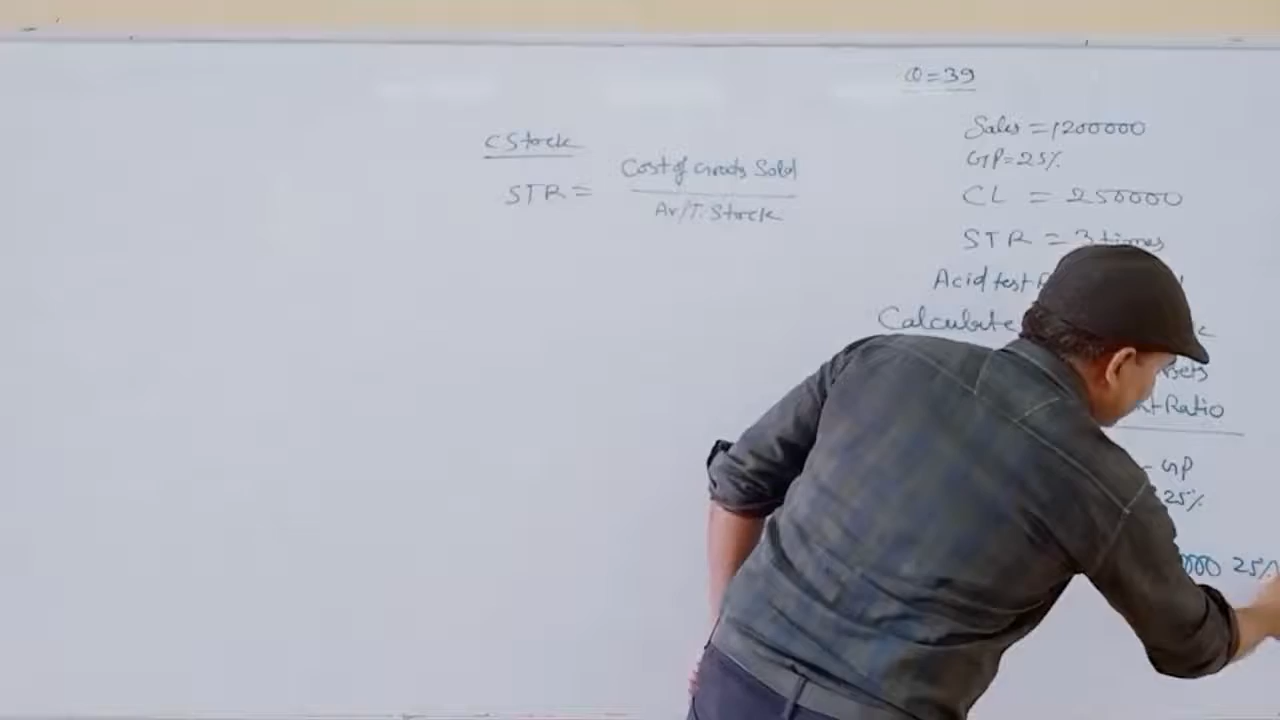 Q=39
C Stock
STR = Cost of Goods Sold
Av/T. Stock
Sales = 1200000
GP = 25%
CL = 250000
STR = 3 times
Acid test
Calculate
Ratio
- GP
25%
000 25%